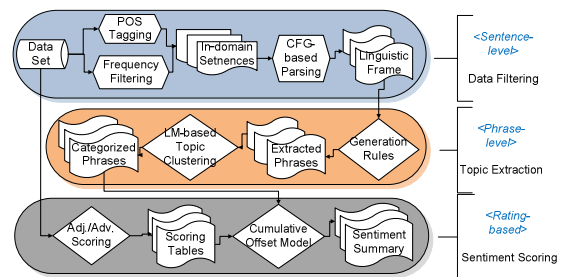 Data
Set
POS
Tagging
Frequency
Filtering
In-domain
Setnences
CFG-
based
Parsing
Linguistic
Frame
<Sentence-
level>
Data Filtering
Categorized
Phrases
LM-based
Topic
Clustering
Extracted
Phrases
Generation
Rules
<Phrase-
level>
Topic Extraction
Adj./Adv.
Scoring
Scoring
Tables
Cumulative
Offset Model
Sentiment
Summary
<Rating-
based>
Sentiment Scoring